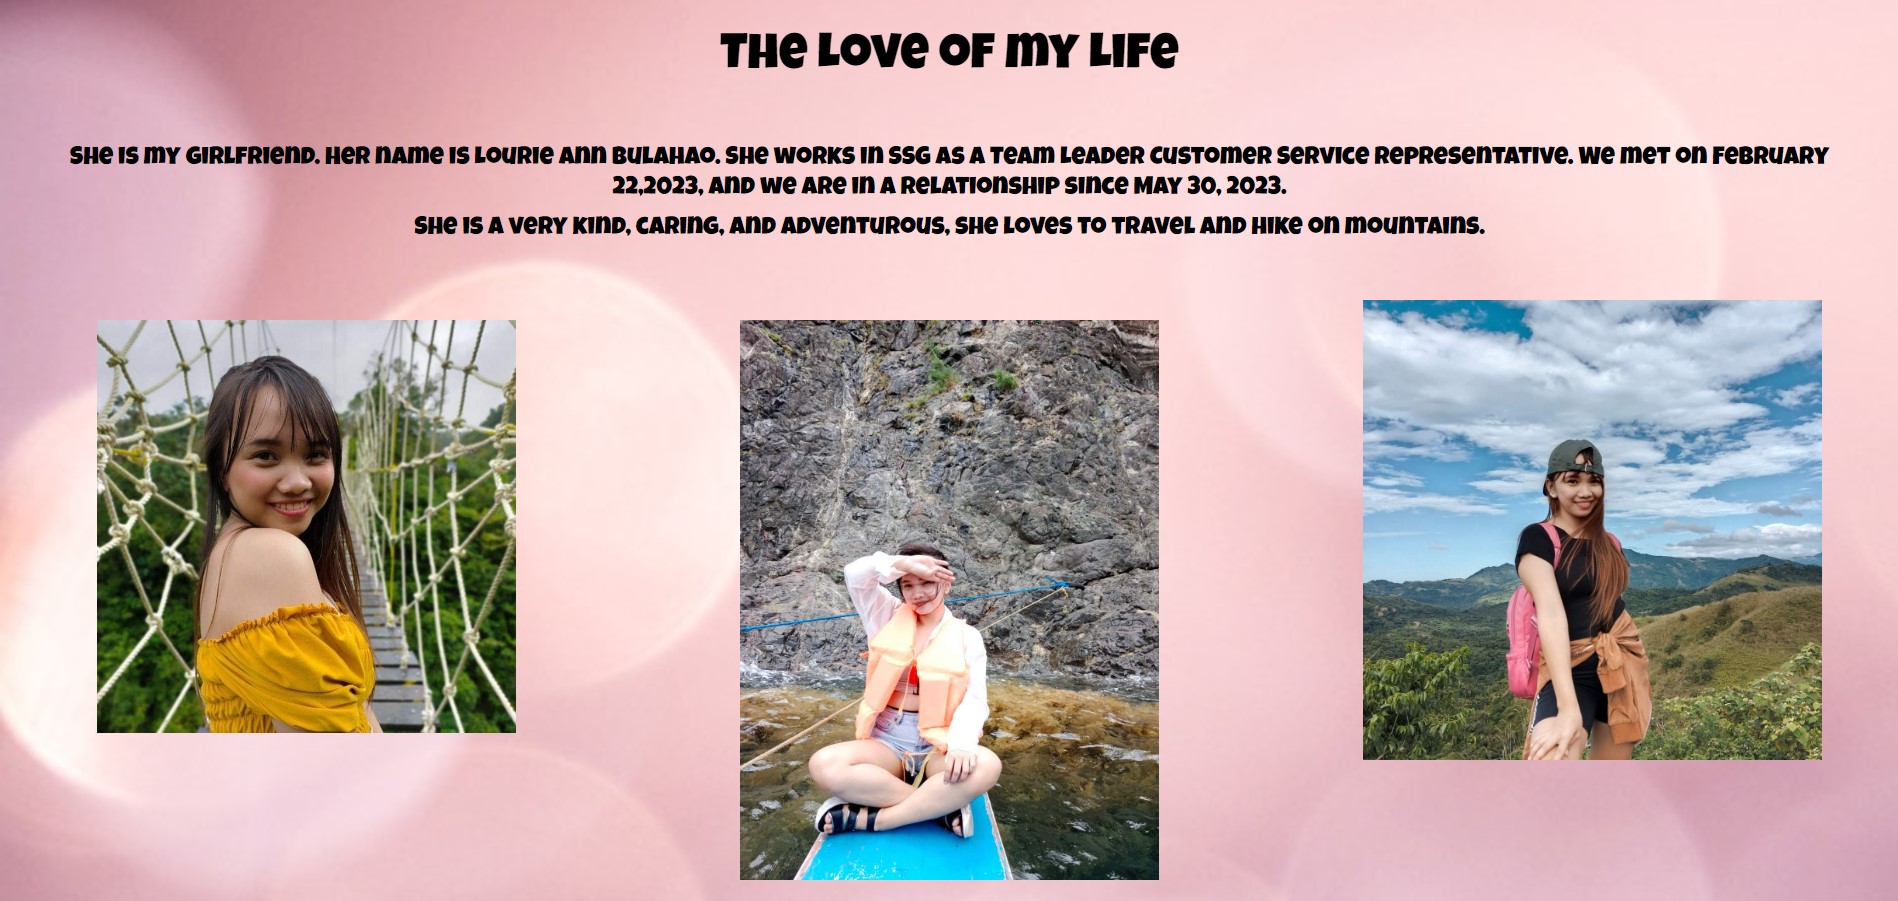 THE LOVE OF MY LIFE
SHE IS MY GIRLFRIEND. HER NAME IS LOURIE ANN BULAHAO. SHE WORKS IN SSG AS A TEAM LEADER CUSTOMER SERVICE REPRESENTATIVE. WE MET ON FEBRUARY
22,2023, AND WE ARE IN A RELATIONSHIP SINCE MAY 30, 2023.
SHE IS A VERY KIND, CARING, AND ADVENTUROUS, SHE LOVES TO TRAVEL AND HIKE ON MOUNTAINS.